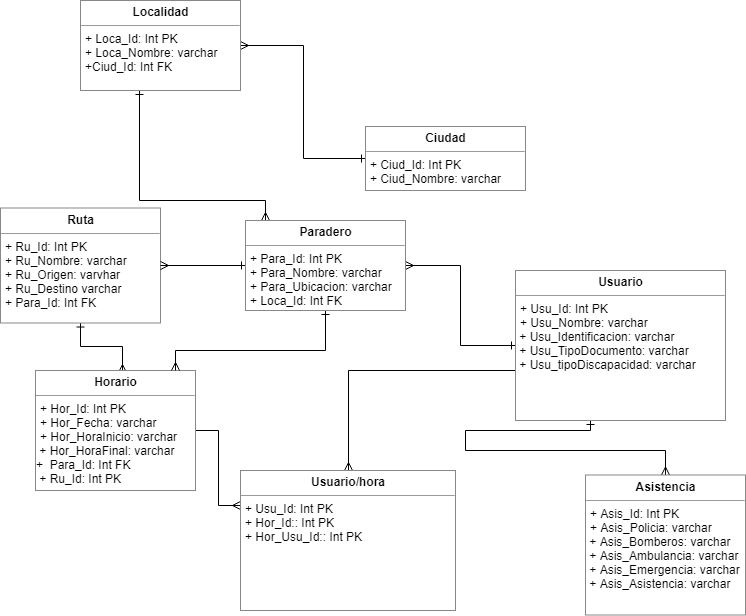 Localidad
+ Loca_Id: Int PK
+ Loca_Nombre: varchar
+Ciud_Id: Int FK
Ciudad
+ Ciud_Id: Int PK
+ Ciud_Nombre: varchar
Ruta
+ Ru_Id: Int PK
+ Ru_Nombre: varchar
+ Ru_Origen: varvhar
+ Ru_Destino varchar
+ Para_Id: Int FK
Paradero
+ Para_Id: Int PK
+ Para_Nombre: varchar
+ Para_Ubicacion: varchar
+ Loca_Id: Int FK
Usuario
+ Usu_Id: Int PK
+ Usu_Nombre: varchar
+ Usu_Identificacion: varchar
+ Usu_TipoDocumento: varchar
+ Usu_tipoDiscapacidad: varchar
Horario
+ Hor_Id: Int PK
+ Hor_Fecha: varchar
+ Hor_HoraInicio: varchar
+ Hor_HoraFinal: varchar
+ Para_Id: Int FK
+ Ru_Id: Int PK
Usuario/hora
+ Usu_Id: Int PK
+ Hor_Id:: Int PK
+ Hor_Usu_Id:: Int PK
Asistencia
+ Asis_Id: Int PK
+ Asis_Policia: varchar
+ Asis_Bomberos: varchar
+ Asis_Ambulancia: varchar
+ Asis_Emergencia: varchar
+ Asis_Asistencia: varchar